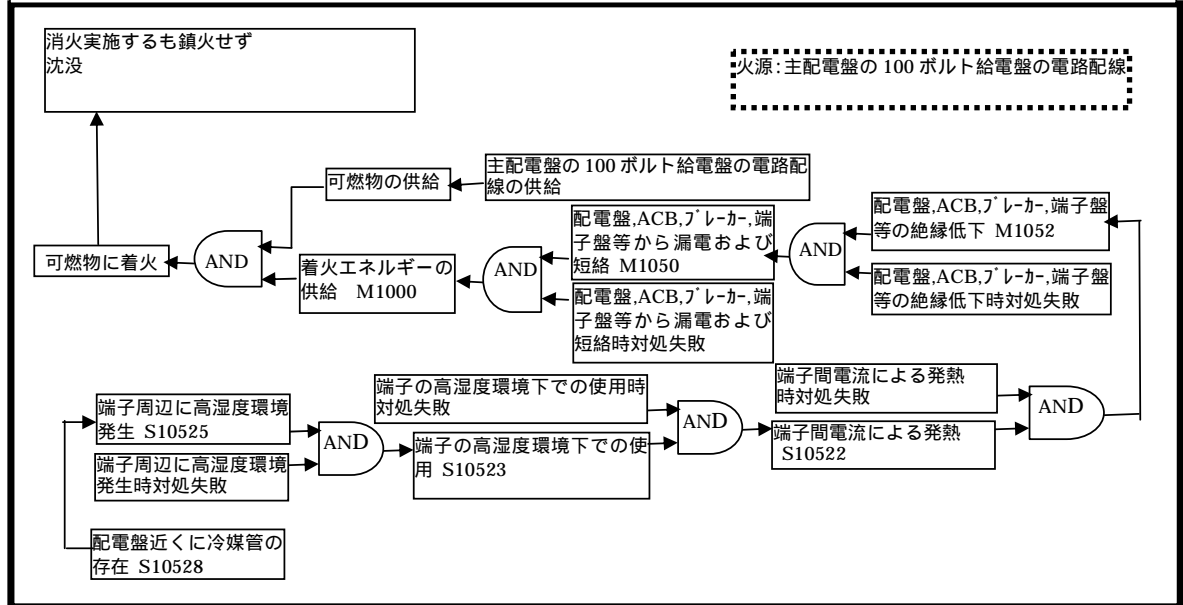 消火実施するも鎮火せず
沈没
火源:主配電盤の 100 ボルト給電盤の電路配線
可燃物の供給
主配電盤の 100 ボルト給電盤の電路配
線の供給
配電盤,ACB,ブレーカー,端子盤
等の絶縁低下 M1052
配電盤,ACB,ブレーカー,端
子盤等から漏電および
短絡 M1050
可燃物に着火
AND
着火エネルギーの
供給 M1000
AND
AND
配電盤,ACB,ブレーカー,端子盤
等の絶縁低下時対処失敗
配電盤,ACB,ブレーカー,端
子盤等から漏電および
短絡時対処失敗
端子周辺に高湿度環境
発生 S10525
AND
端子の高湿度環境下での使用時
対処失敗
AND
端子間電流による発熱
時対処失敗
AND
端子周辺に高湿度環境
発生時対処失敗
端子の高湿度環境下での使
用 S10523
端子間電流による発熱
S10522
配電盤近くに冷媒管の
存在 S10528